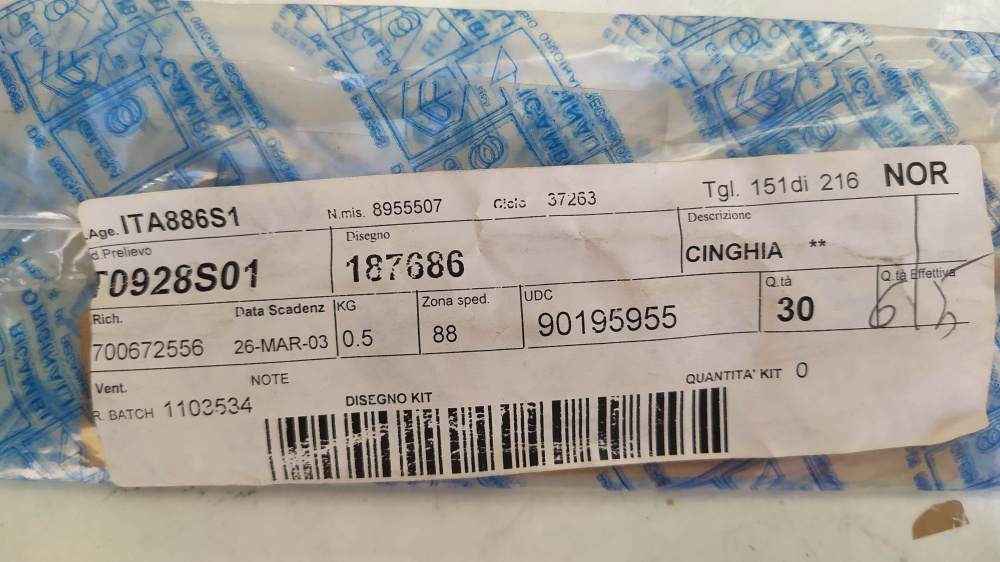 Age. ITA886S1 N.mis. 8955507 Ciclo 37263 Tgl. 151di 216 NOR
d.Prelievo Disegno Descrizione
T0928S01 187686 CINGHIA **
Rich. Data Scadenz KG Zona sped. UDC Q.tà Q.tà Effettiva
700672556 26-MAR-03 0.5 88 90195955 30
Vent. NOTE DISEGNO KIT QUANTITA' KIT 0
R. BATCH 1103534